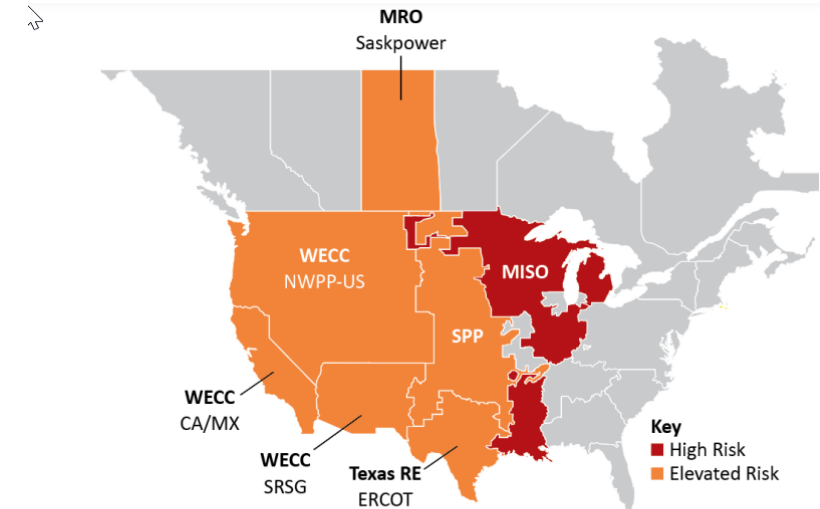 MRO
Saskpower
WECC
NWPP-US
MISO
SPP
WECC
CA/MX
WECC
SRSG
Texas RE
ERCOT
Key
High Risk
Elevated Risk